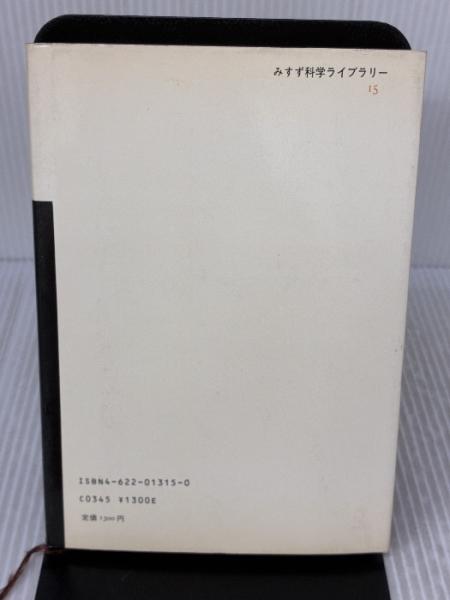 みすず科学ライブラリー
15
ISBN4-622-01315-0
C0345 ¥1300E
定価 1300円